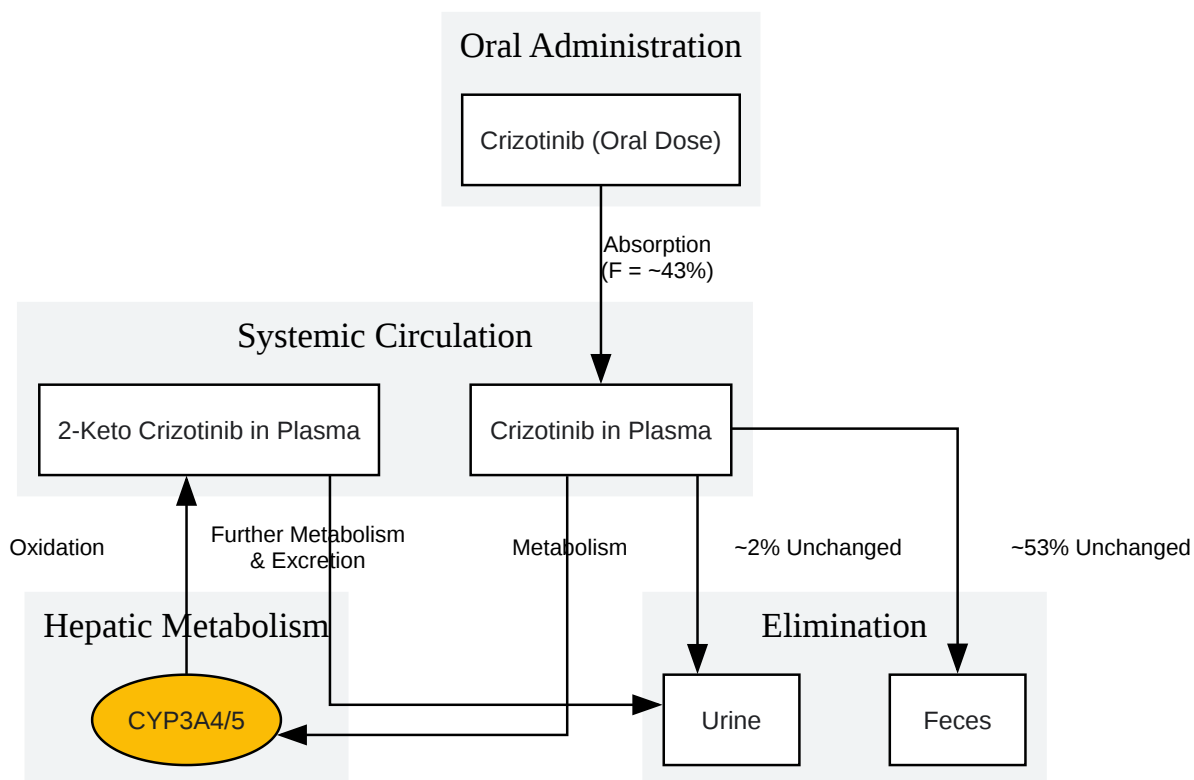 Oral Administration
Crizotinib (Oral Dose)
Absorption
(F = ~43%)
Systemic Circulation
2-Keto Crizotinib in Plasma
Crizotinib in Plasma
Oxidation
Further Metabolism
& Excretion
Metabolism
~2% Unchanged
~53% Unchanged
Hepatic Metabolism
Elimination
CYP3A4/5
Urine
Feces